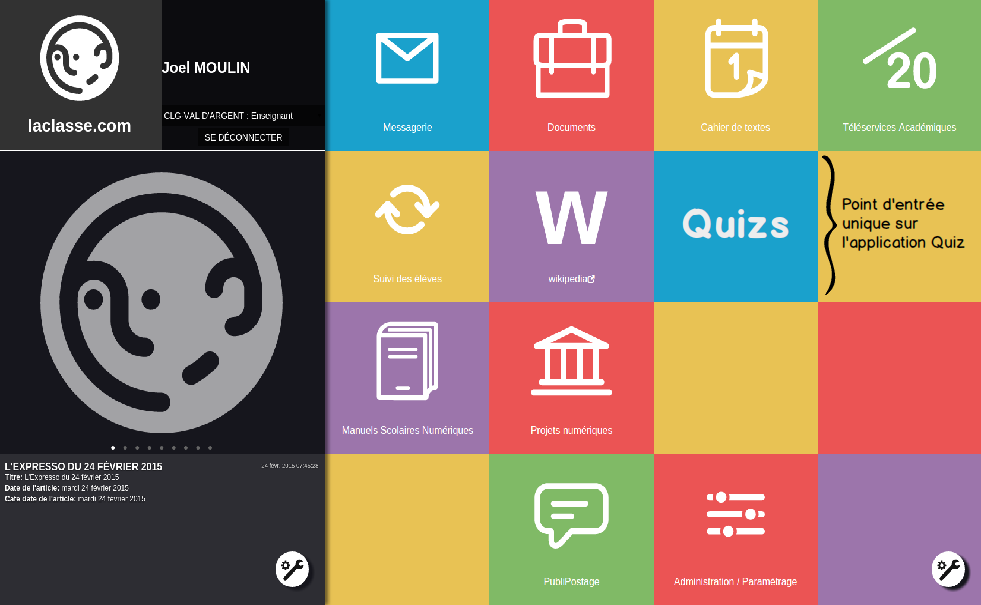 laclasse.com
Joel MOULIN
CLG-VAL D'ARGENT : Enseignant
SE DÉCONNECTER
Messagerie
Documents
1
Cahier de textes
20
Téléservices Académiques
Suivi des élèves
W
wikipedia
Quizs
Point d'entrée
unique sur
l'application Quiz
Manuels Scolaires Numériques
Projets numériques
L'EXPRESSO DU 24 FÉVRIER 2015
Titre: L'Expresso du 24 février 2015
Date de l'article: mardi 24 février 2015
Cate date de l'article: mardi 24 février 2015
PubliPostage
Administration / Paramétrage